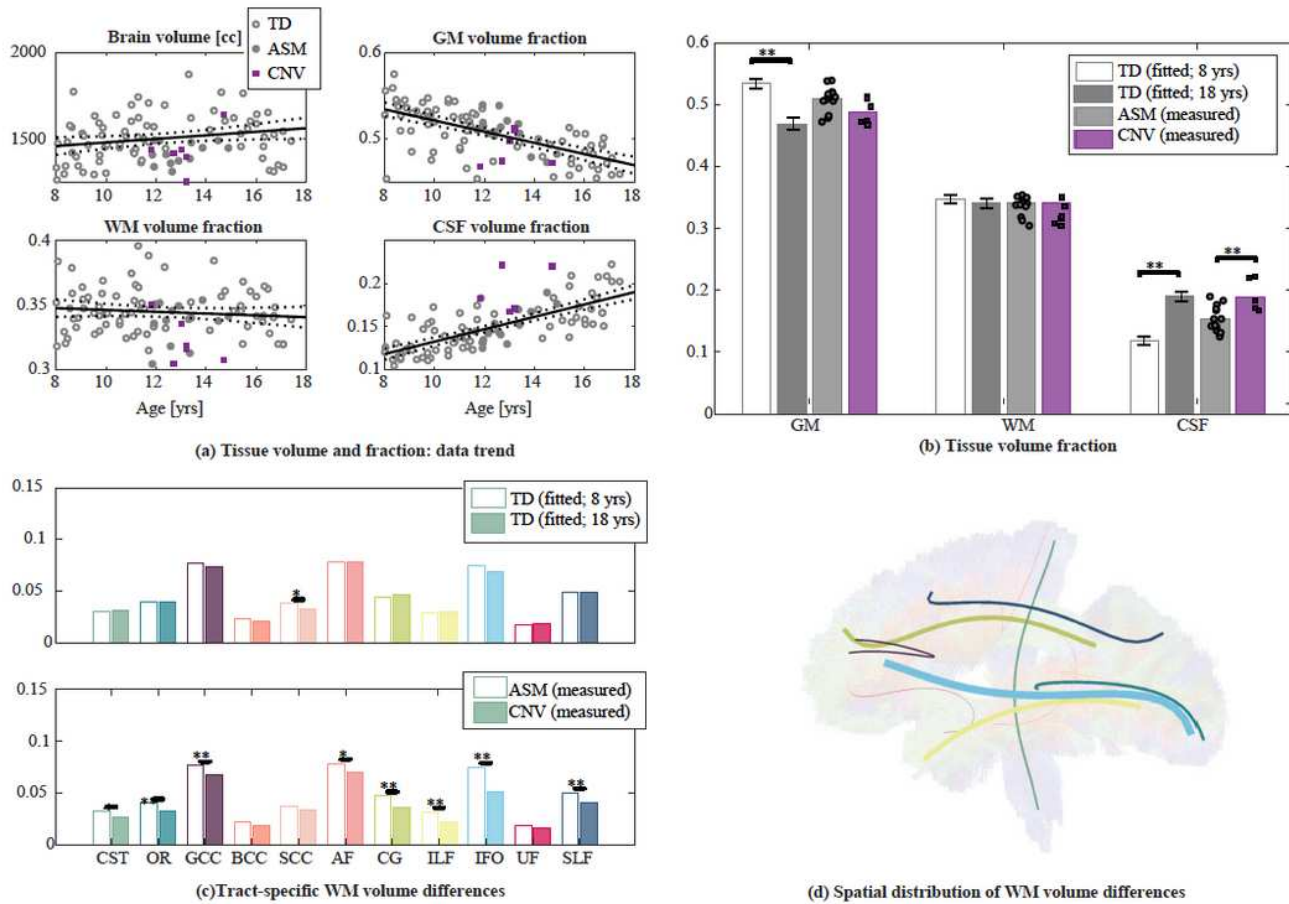 Brain volume [cc]
TD
ASM
CNV
2000
1500
8 10 12 14 16 18
GM volume fraction
0.6
0.5
8 10 12 14 16 18
WM volume fraction
0.4
0.35
0.3
8 10 12 14 16 18
Age [yrs]
CSF volume fraction
0.2
0.15
0.1
8 10 12 14 16 18
Age [yrs]
(a) Tissue volume and fraction: data trend
0.6
0.5
0.4
0.3
0.2
0.1
0
**
**
**
TD (fitted; 8 yrs)
TD (fitted; 18 yrs)
ASM (measured)
CNV (measured)
GM WM CSF
(b) Tissue volume fraction
0.15
0.1
0.05
0
*
TD (fitted; 8 yrs)
TD (fitted; 18 yrs)
0.15
0.1
0.05
0
ASM (measured)
CNV (measured)
* ** ** * ** ** ** **
CST OR GCC BCC SCC AF CG ILF IFO UF SLF
(c)Tract-specific WM volume differences
(d) Spatial distribution of WM volume differences